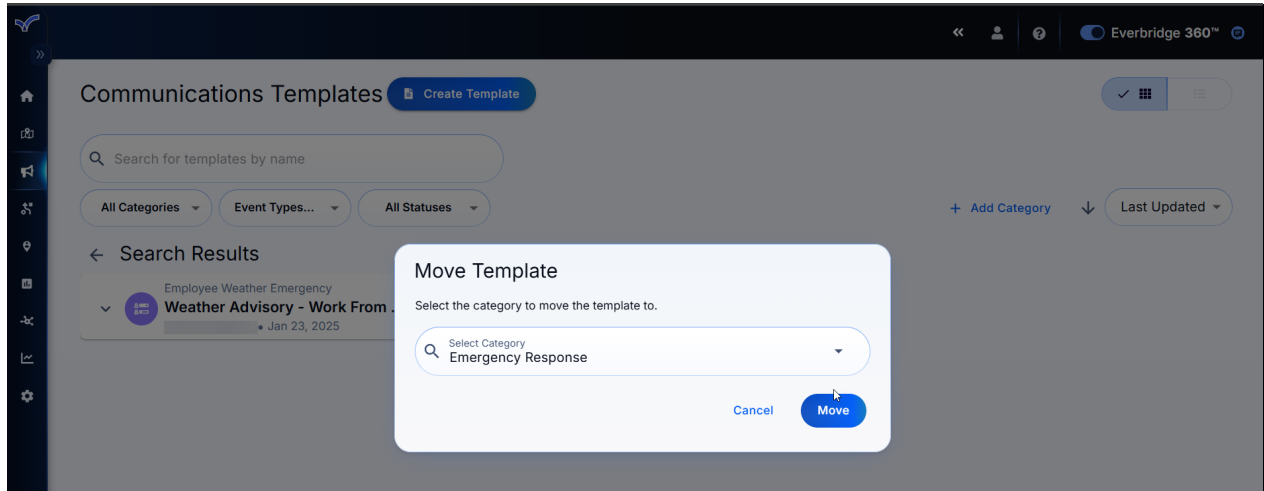 Everbridge 360™
Communications Templates
Create Template
Search for templates by name
All Categories
Event Types...
All Statuses
+ Add Category
Last Updated
Search Results
Employee Weather Emergency
Weather Advisory - Work From .
• Jan 23, 2025
Move Template
Select the category to move the template to.
Select Category
Emergency Response
Cancel
Move